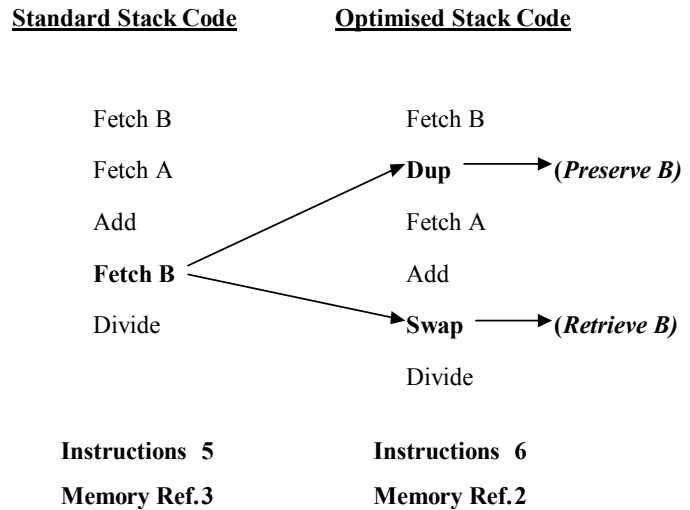 Standard Stack Code Optimised Stack Code
Fetch B Fetch B
Fetch A Dup (Preserve B)
Add Fetch A
Fetch B Add
Divide Swap (Retrieve B)
Divide
Instructions 5 Instructions 6
Memory Ref.3 Memory Ref.2